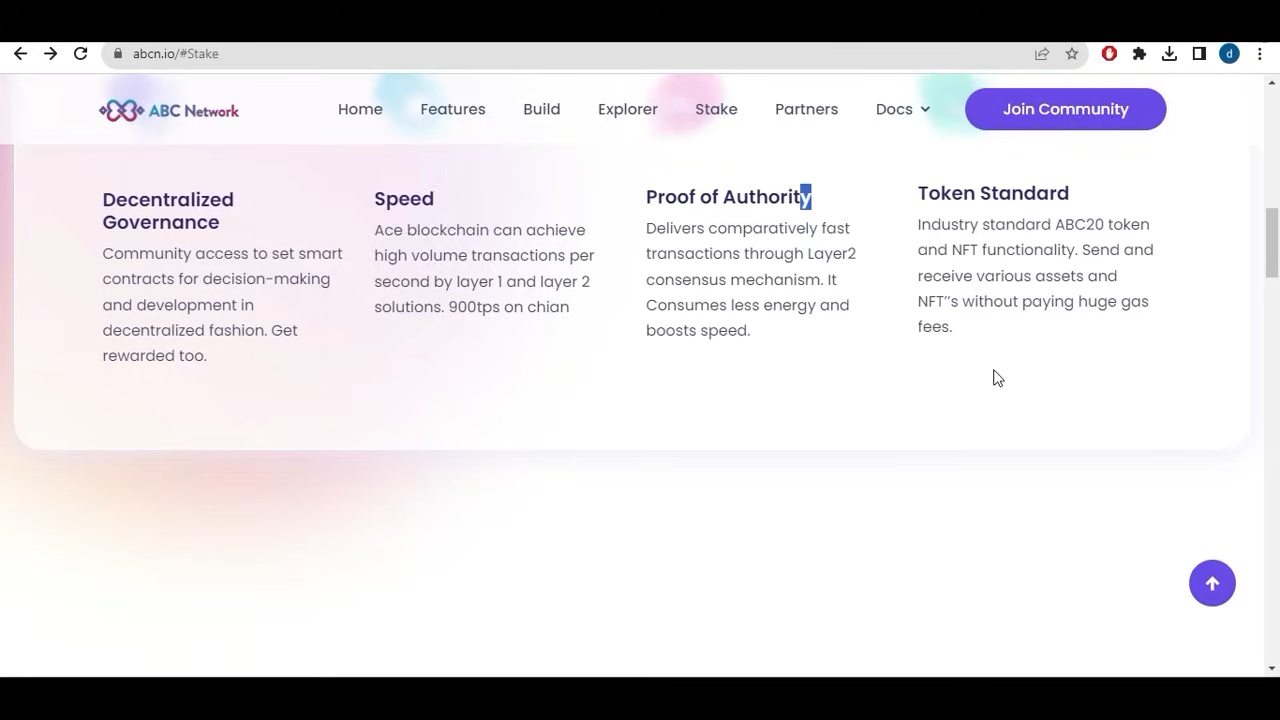 abcn.io/#Stake
d
ABC Network
Home
Features
Build
Explorer
Stake
Partners
Docs
Join Community
Decentralized
Governance
Community access to set smart
contracts for decision-making
and development in
decentralized fashion. Get
rewarded too.
Speed
Ace blockchain can achieve
high volume transactions per
second by layer 1 and layer 2
solutions. 900tps on chian
Proof of Authority
Delivers comparatively fast
transactions through Layer2
consensus mechanism. It
Consumes less energy and
boosts speed.
Token Standard
Industry standard ABC20 token
and NFT functionality. Send and
receive various assets and
NFT''s without paying huge gas
fees.